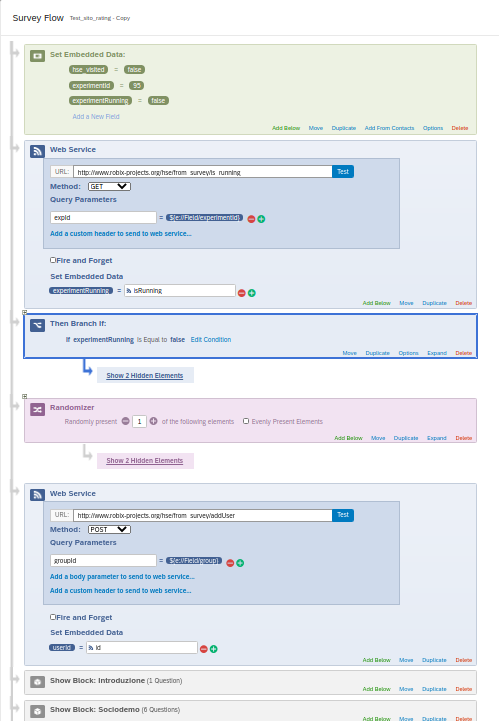 Survey Flow Test_sito_rating - Copy
Set Embedded Data:
hse_visited = false
experimentId = 95
experimentRunning = false
Add a New Field
Add Below Move Duplicate Add From Contacts Options Delete
Web Service
URL: http://www.robix-projects.org/hse/from_survey/is_running Test
Method: GET
Query Parameters
expId = ${e://Field/experimentId}
Add a custom header to send to web service...
Fire and Forget
Set Embedded Data
experimentRunning = isRunning
Add Below Move Duplicate Delete
Then Branch If:
If experimentRunning Is Equal to false Edit Condition
Move Duplicate Options Expand Delete
Show 2 Hidden Elements
Randomizer
Randomly present 1 of the following elements Evenly Present Elements
Add Below Move Duplicate Expand Delete
Show 2 Hidden Elements
Web Service
URL: http://www.robix-projects.org/hse/from_survey/addUser Test
Method: POST
Query Parameters
groupId = ${e://Field/group}
Add a body parameter to send to web service...
Add a custom header to send to web service...
Fire and Forget
Set Embedded Data
userId = id
Add Below Move Duplicate Delete
Show Block: Introduzione (1 Question)
Add Below Move Duplicate Delete
Show Block: Sociodemo (6 Questions)
Add Below Move Duplicate Delete